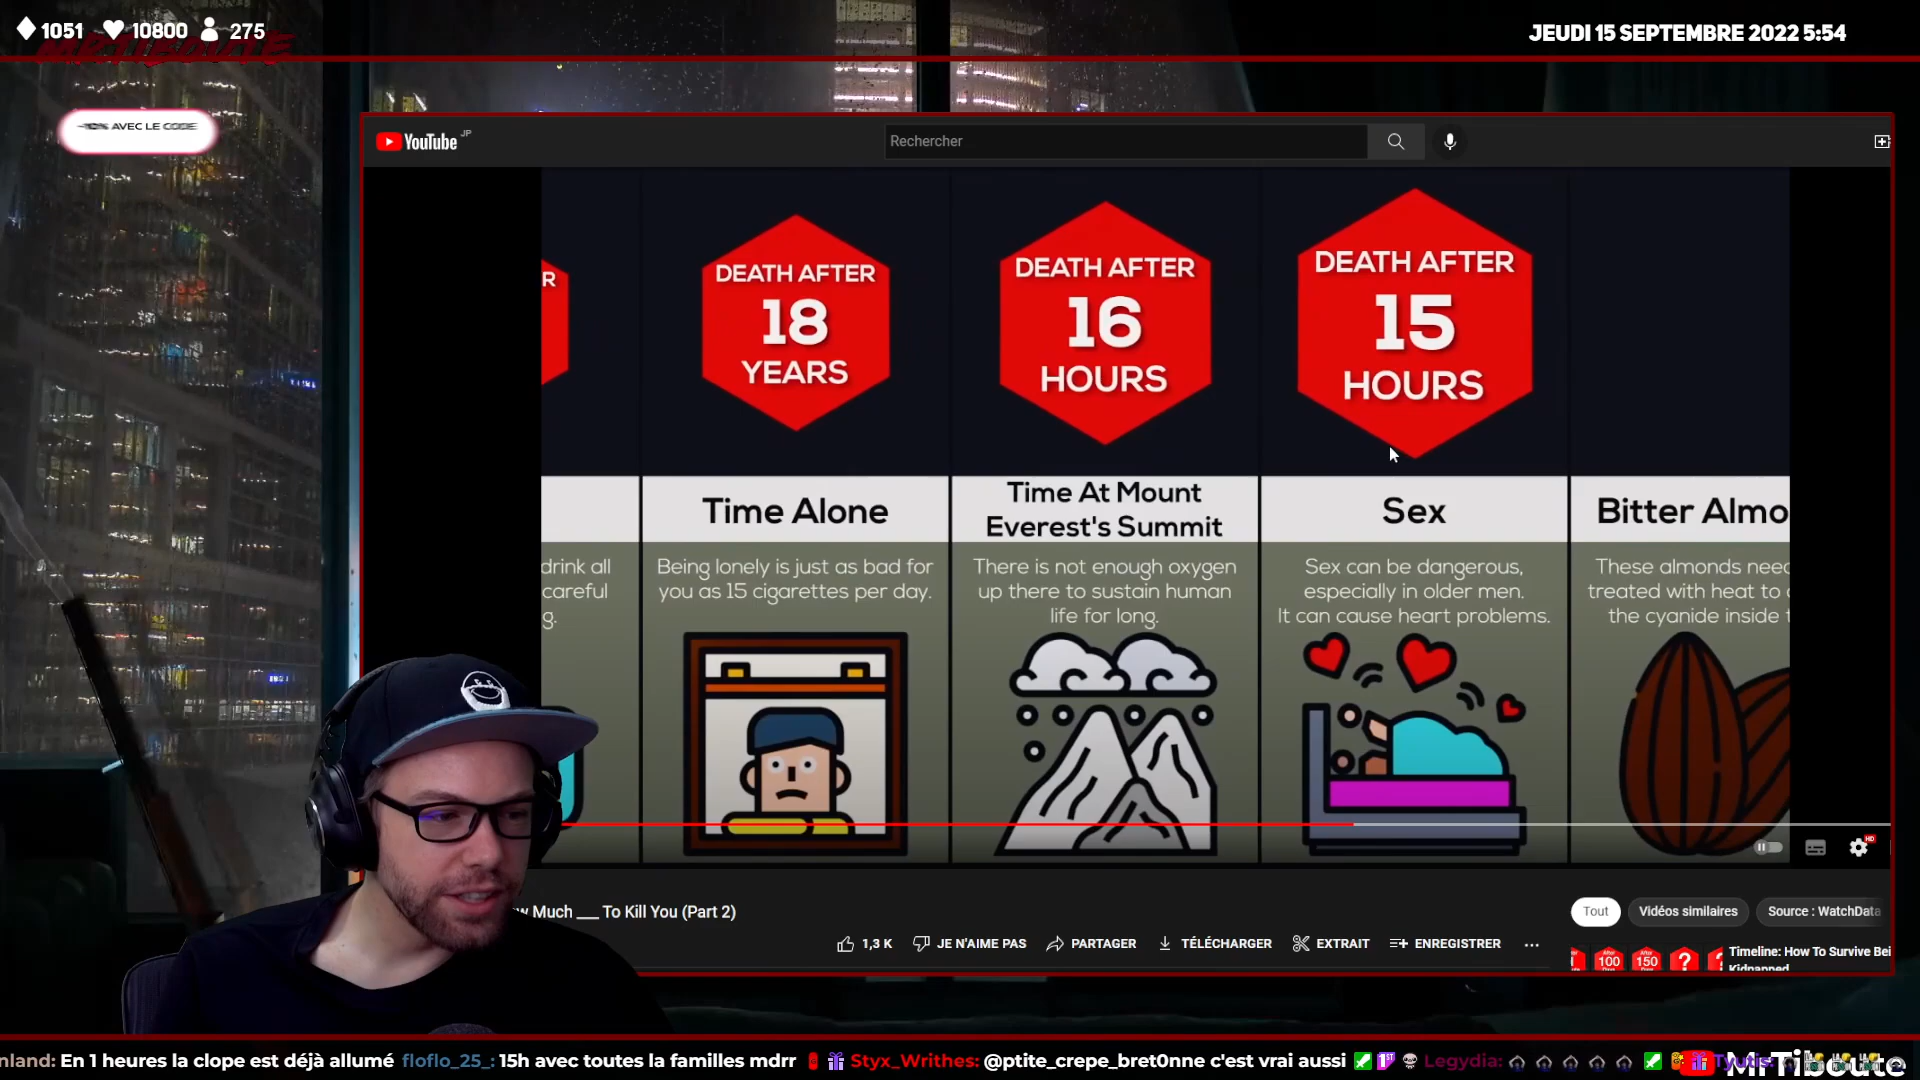 1051 10800 275
MRTIBOUTE
JEUDI 15 SEPTEMBRE 2022 5:54
AVEC LE CODE
YouTube JP
Rechercher
R
DEATH AFTER
18
YEARS
DEATH AFTER
16
HOURS
DEATH AFTER
15
HOURS
Time Alone
Time At Mount
Everest's Summit
Sex
Bitter Almo
drink all
careful
g.
Being lonely is just as bad for
you as 15 cigarettes per day.
There is not enough oxygen
up there to sustain human
life for long.
Sex can be dangerous,
especially in older men.
It can cause heart problems.
These almonds need
treated with heat to
the cyanide inside
HD
w Much ___ To Kill You (Part 2)
1,3 K JE N'AIME PAS PARTAGER TÉLÉCHARGER EXTRAIT ENREGISTRER ...
Tout Vidéos similaires Source : WatchData
100 150 ? ?
Timeline: How To Survive Bei
Kidnapped
nland: En 1 heures la clope est déjà allumé floflo_25_: 15h avec toutes la familles mdrr Styx_Writhes: @ptite_crepe_bret0nne c'est vrai aussi 1ST Legydia: Tyutis: MrTiboute